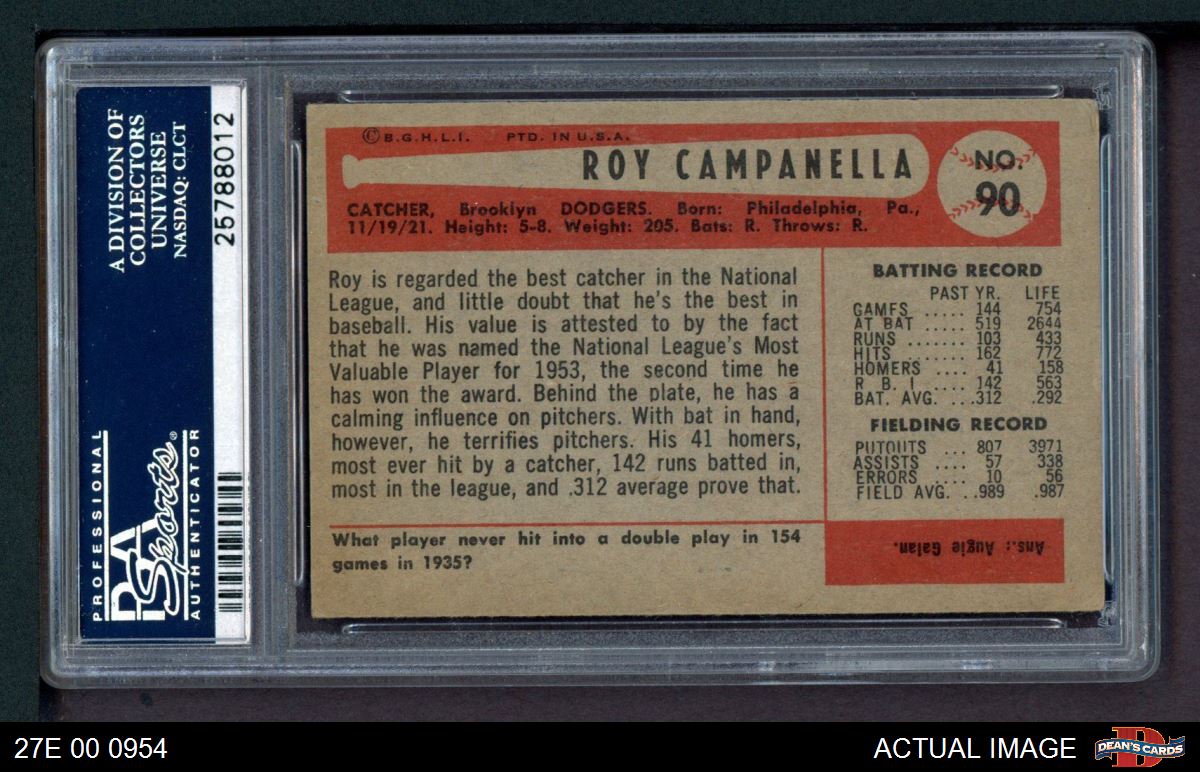 A DIVISION OF
COLLECTORS
UNIVERSE
NASDAQ: CLCT
25788012
PROFESSIONAL
PSA
Sports®
AUTHENTICATOR
© B.G.H.L.I. PTD. IN U.S.A.
ROY CAMPANELLA
NO.
90
CATCHER, Brooklyn DODGERS. Born: Philadelphia, Pa.,
11/19/21. Height: 5-8. Weight: 205. Bats: R. Throws: R.
Roy is regarded the best catcher in the National
League, and little doubt that he's the best in
baseball. His value is attested to by the fact
that he was named the National League's Most
Valuable Player for 1953, the second time he
has won the award. Behind the plate, he has a
calming influence on pitchers. With bat in hand,
however, he terrifies pitchers. His 41 homers,
most ever hit by a catcher, 142 runs batted in,
most in the league, and .312 average prove that.
What player never hit into a double play in 154
games in 1935?
BATTING RECORD
PAST YR. LIFE
GAMES ..... 144 754
AT BAT ..... 519 2644
RUNS ....... 103 433
HITS ....... 162 772
HOMERS .... 41 158
R B. I. .... 142 563
BAT. AVG. ...312 .292
FIELDING RECORD
PUTOUTS ... 807 3971
ASSISTS .... 57 338
ERRORS .... 10 56
FIELD AVG. ..989 .987
Ans.: Augie Galan.
27E 00 0954
ACTUAL IMAGE
D
DEAN'S CARDS